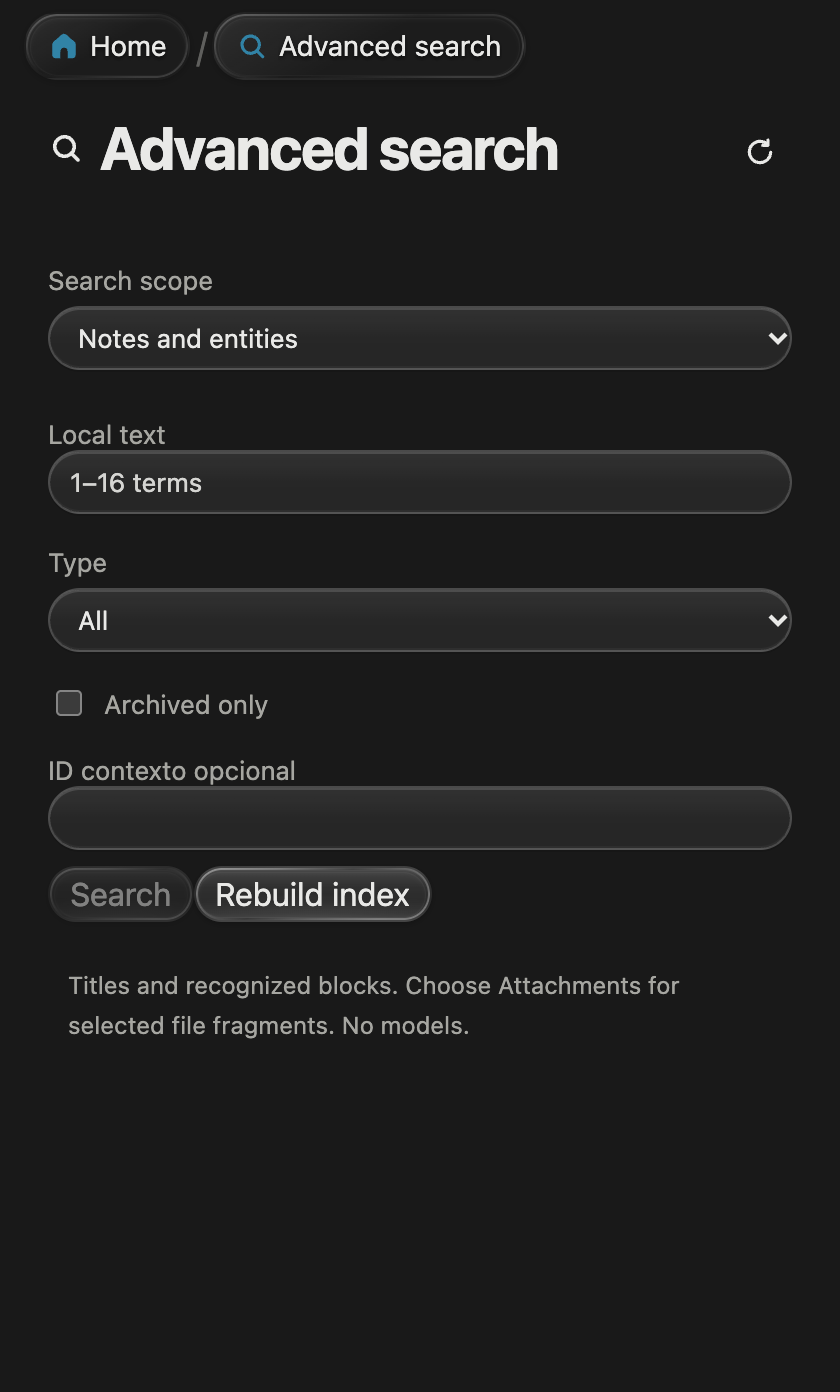 Home / Advanced search
Advanced search
Search scope
Notes and entities
Local text
1–16 terms
Type
All
Archived only
ID contexto opcional
Search Rebuild index
Titles and recognized blocks. Choose Attachments for
selected file fragments. No models.